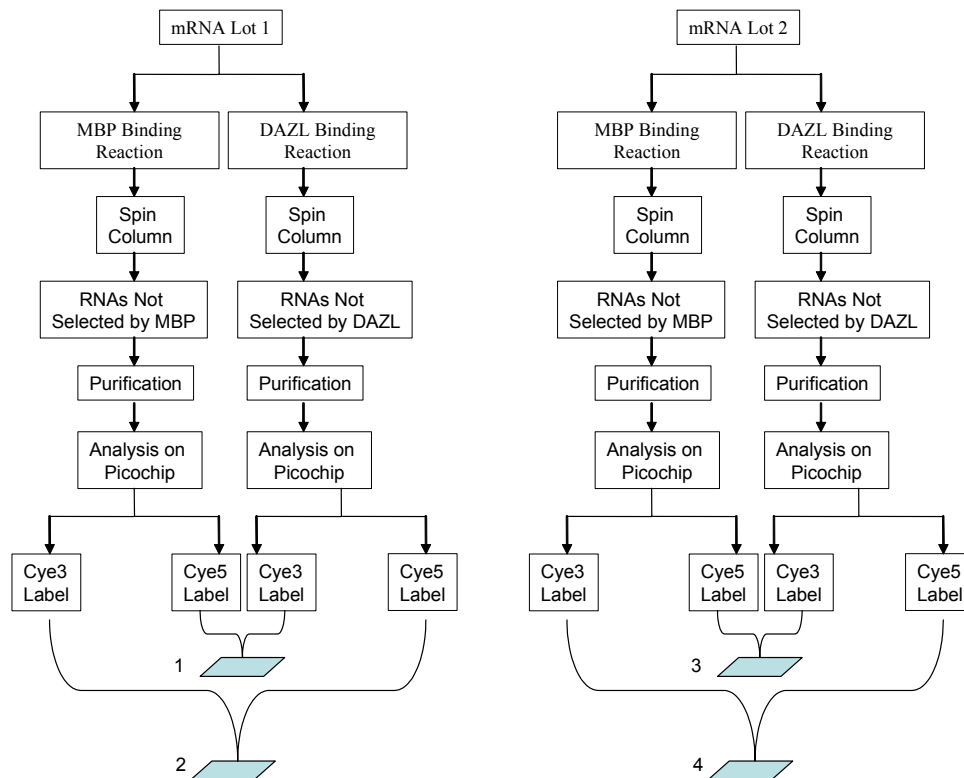 mRNA Lot 1
mRNA Lot 2
MBP Binding
Reaction
DAZL Binding
Reaction
MBP Binding
Reaction
DAZL Binding
Reaction
Spin
Column
Spin
Column
Spin
Column
Spin
Column
RNAs Not
Selected by MBP
RNAs Not
Selected by DAZL
RNAs Not
Selected by MBP
RNAs Not
Selected by DAZL
Purification
Purification
Purification
Purification
Analysis on
Picochip
Analysis on
Picochip
Analysis on
Picochip
Analysis on
Picochip
Cye3
Label
Cye5
Label
Cye3
Label
Cye5
Label
Cye3
Label
Cye5
Label
Cye3
Label
Cye5
Label
1
3
2
4